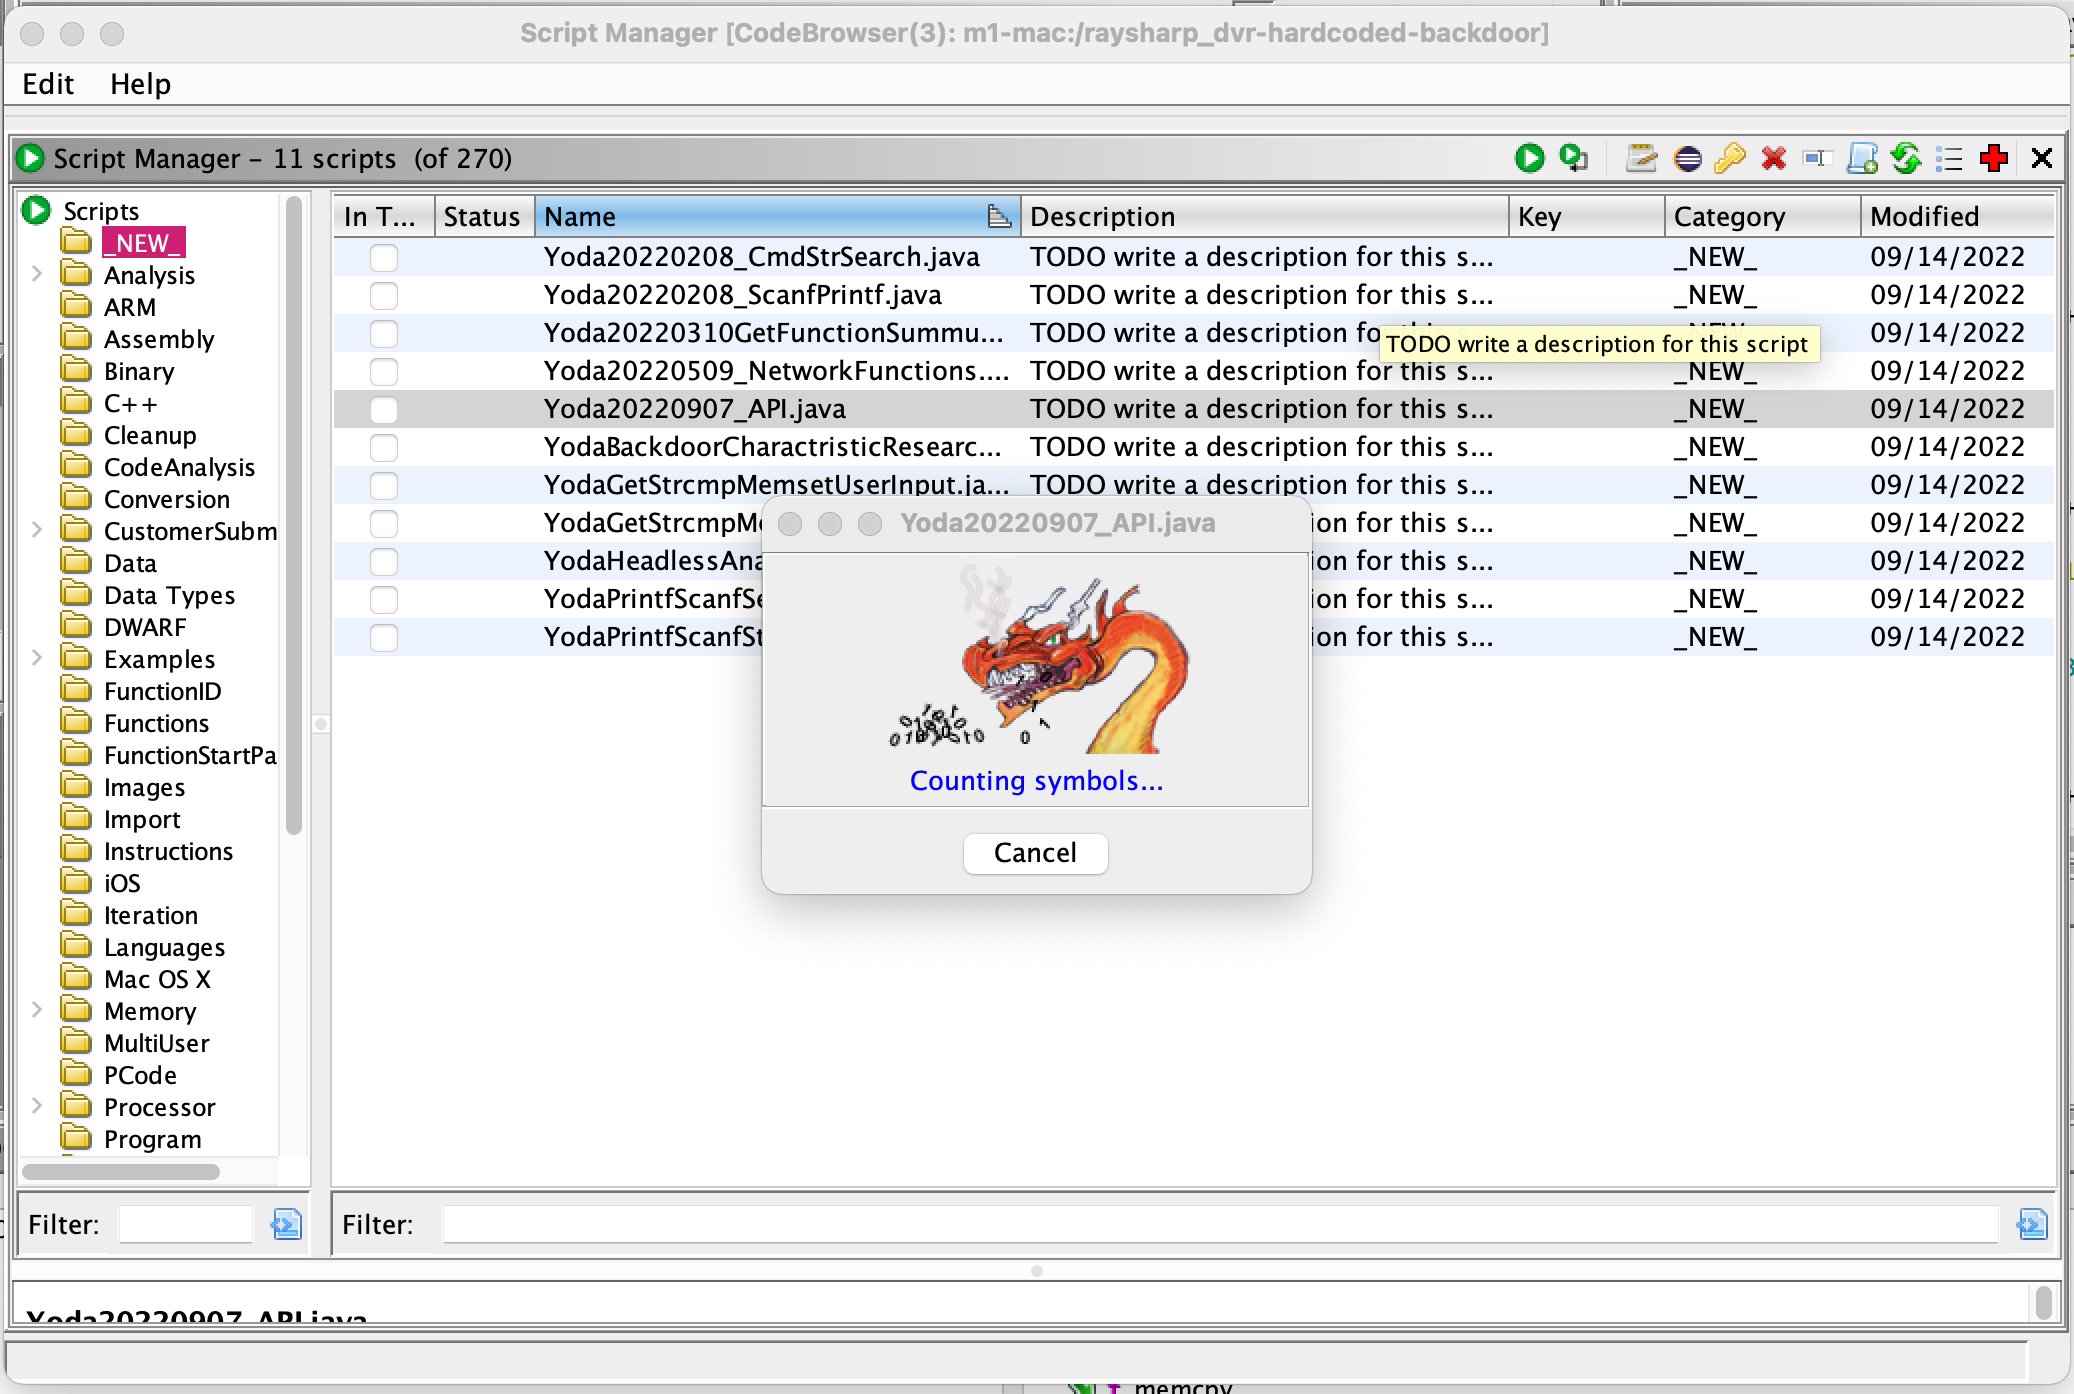 Script Manager [CodeBrowser(3): m1-mac:/raysharp_dvr-hardcoded-backdoor]
Edit Help
Script Manager – 11 scripts (of 270)
Scripts
_NEW_
Analysis
ARM
Assembly
Binary
C++
Cleanup
CodeAnalysis
Conversion
CustomerSubm
Data
Data Types
DWARF
Examples
FunctionID
Functions
FunctionStartPa
Images
Import
Instructions
iOS
Iteration
Languages
Mac OS X
Memory
MultiUser
PCode
Processor
Program
Filter:
In T... Status Name Description Key Category Modified
Yoda20220208_CmdStrSearch.java TODO write a description for this s... _NEW_ 09/14/2022
Yoda20220208_ScanfPrintf.java TODO write a description for this s... _NEW_ 09/14/2022
Yoda20220310GetFunctionSummu... TODO write a description fo 09/14/2022
TODO write a description for this script
Yoda20220509_NetworkFunctions.... TODO write a description for this s... _NEW_ 09/14/2022
Yoda20220907_API.java TODO write a description for this s... _NEW_ 09/14/2022
YodaBackdoorCharactristicResearc... TODO write a description for this s... _NEW_ 09/14/2022
YodaGetStrcmpMemsetUserInput.ja... TODO write a description for this s... _NEW_ 09/14/2022
YodaGetStrcmpMe ion for this s... _NEW_ 09/14/2022
YodaHeadlessAna ion for this s... _NEW_ 09/14/2022
YodaPrintfScanfSe ion for this s... _NEW_ 09/14/2022
YodaPrintfScanfSt ion for this s... _NEW_ 09/14/2022
Yoda20220907_API.java
Counting symbols...
Cancel
Filter:
Yoda20220907_API.java
memcpy